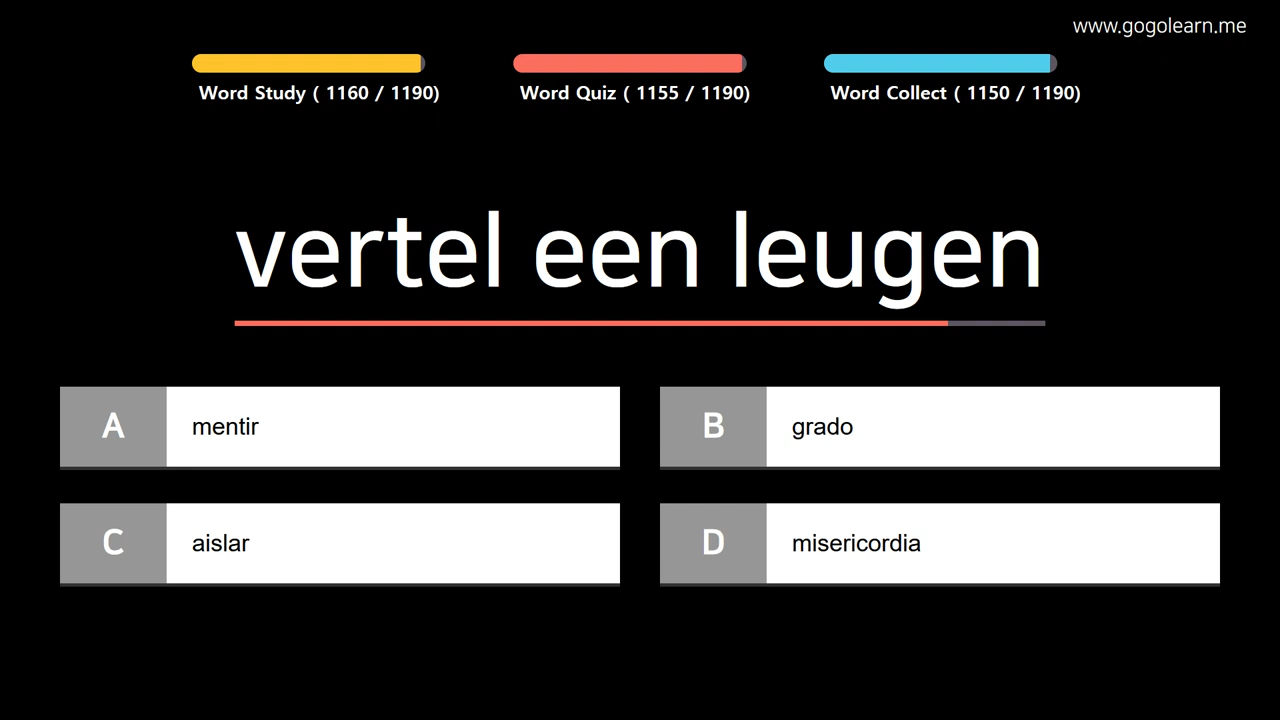 www.gogolearn.me
Word Study ( 1160 / 1190)
Word Quiz ( 1155 / 1190)
Word Collect ( 1150 / 1190)
vertel een leugen
A mentir
B grado
C aislar
D misericordia